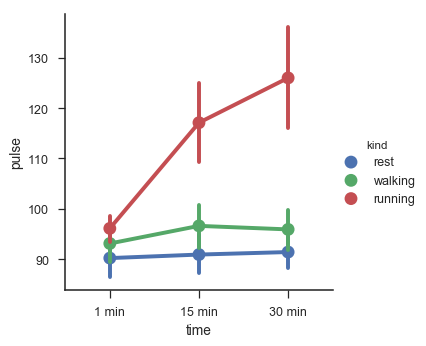 130
120
110
100
90
pulse
1 min
15 min
30 min
time
kind
rest
walking
running